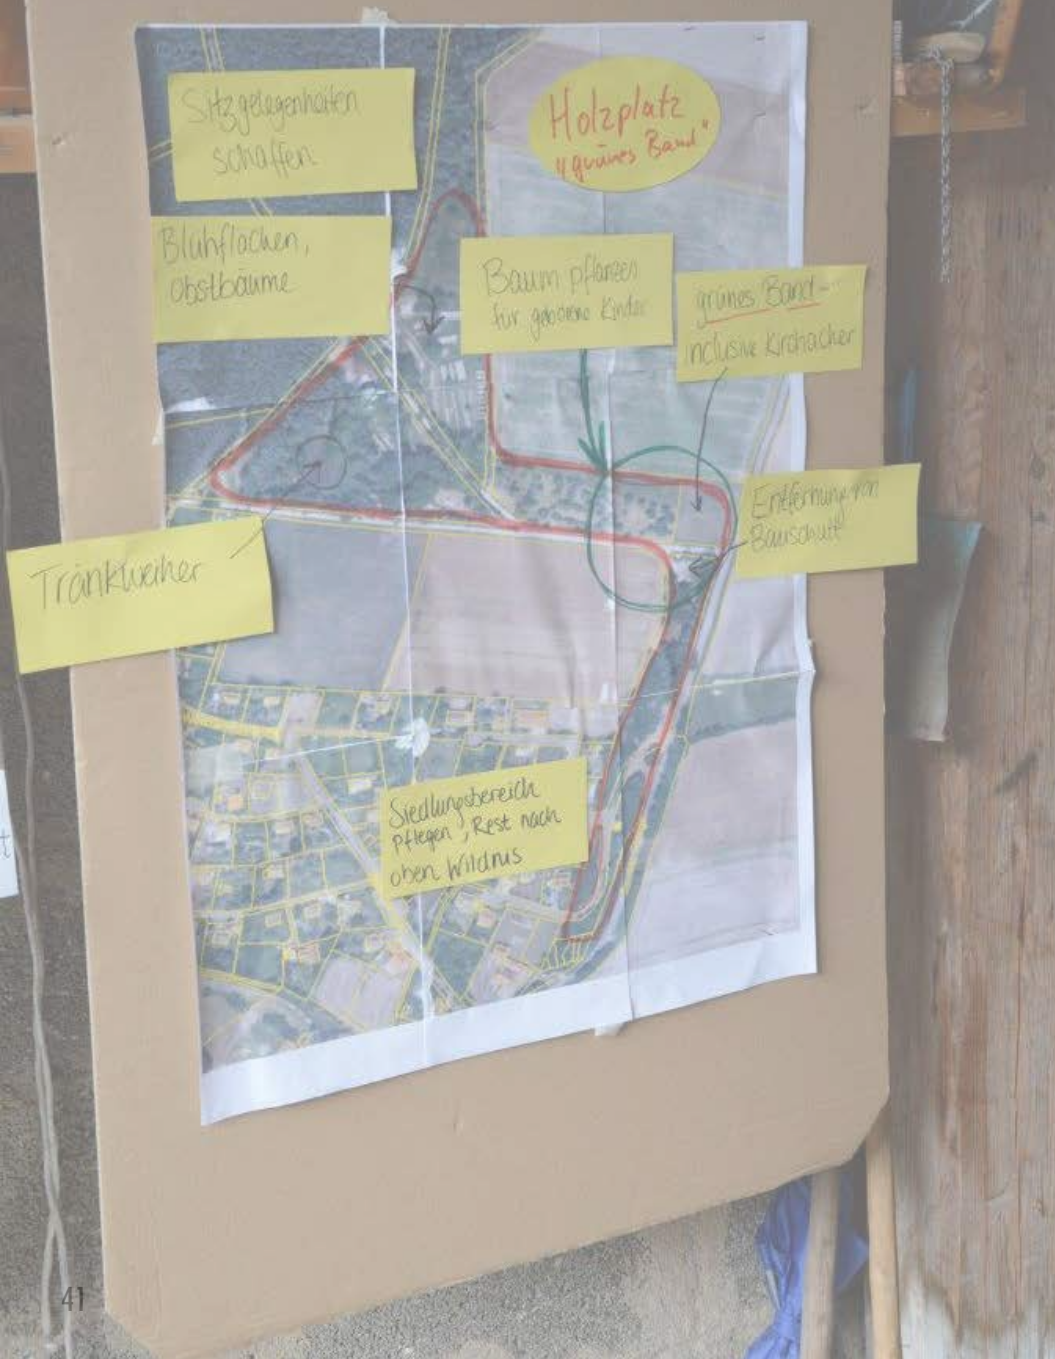 Sitzgelegenheiten
schaffen
Holzplatz
"grünes Band"
Blühflächen,
Obstbäume
Baum pflanzen
für geborene Kinder
grünes Band -
inclusive Kirchacher
Entfernung von
Bauschutt
Tränkweiher
Siedlungsbereich
pflegen, Rest nach
oben Wildnis
t
41